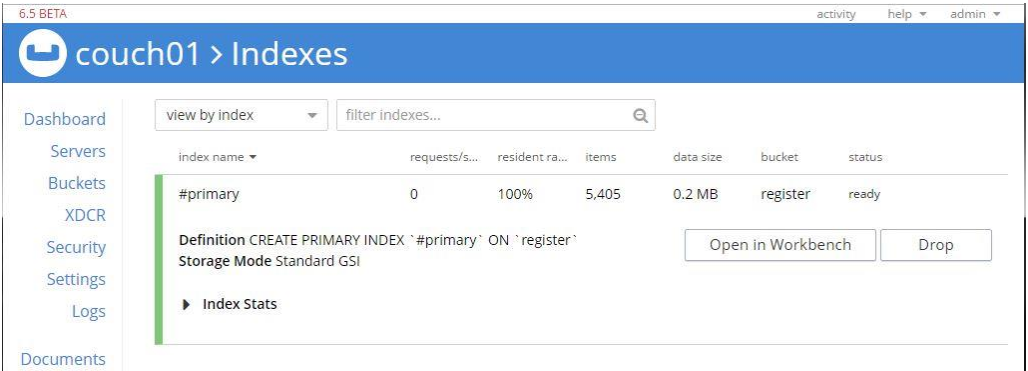 6.5 BETA activity help admin
couch01 > Indexes
Dashboard
Servers
Buckets
XDCR
Security
Settings
Logs
Documents
view by index filter indexes...
index name requests/s... resident ra... items data size bucket status
#primary 0 100% 5,405 0.2 MB register ready
Definition CREATE PRIMARY INDEX `#primary` ON `register`
Storage Mode Standard GSI
Open in Workbench Drop
Index Stats